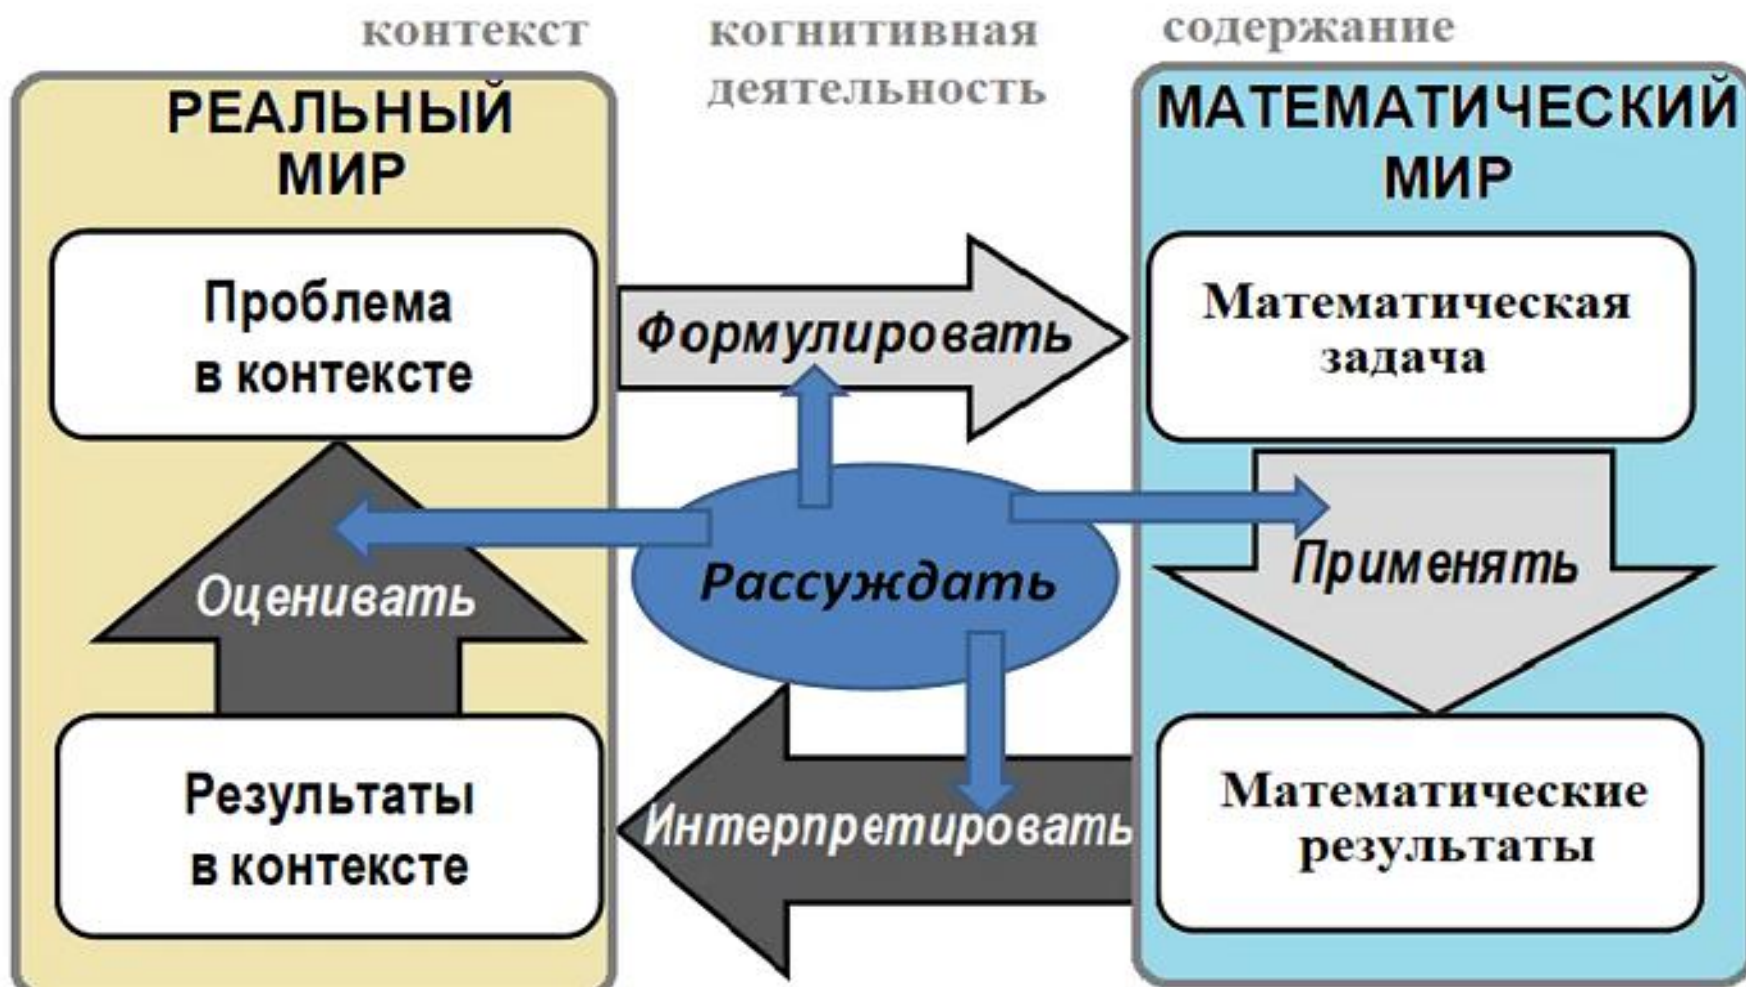 контекст
когнитивная
деятельность
содержание
РЕАЛЬНЫЙ
МИР
МАТЕМАТИЧЕСКИЙ
МИР
Проблема
в контексте
Формулировать
Математическая
задача
Оценивать
Рассуждать
Применять
Результаты
в контексте
Интерпретировать
Математические
результаты